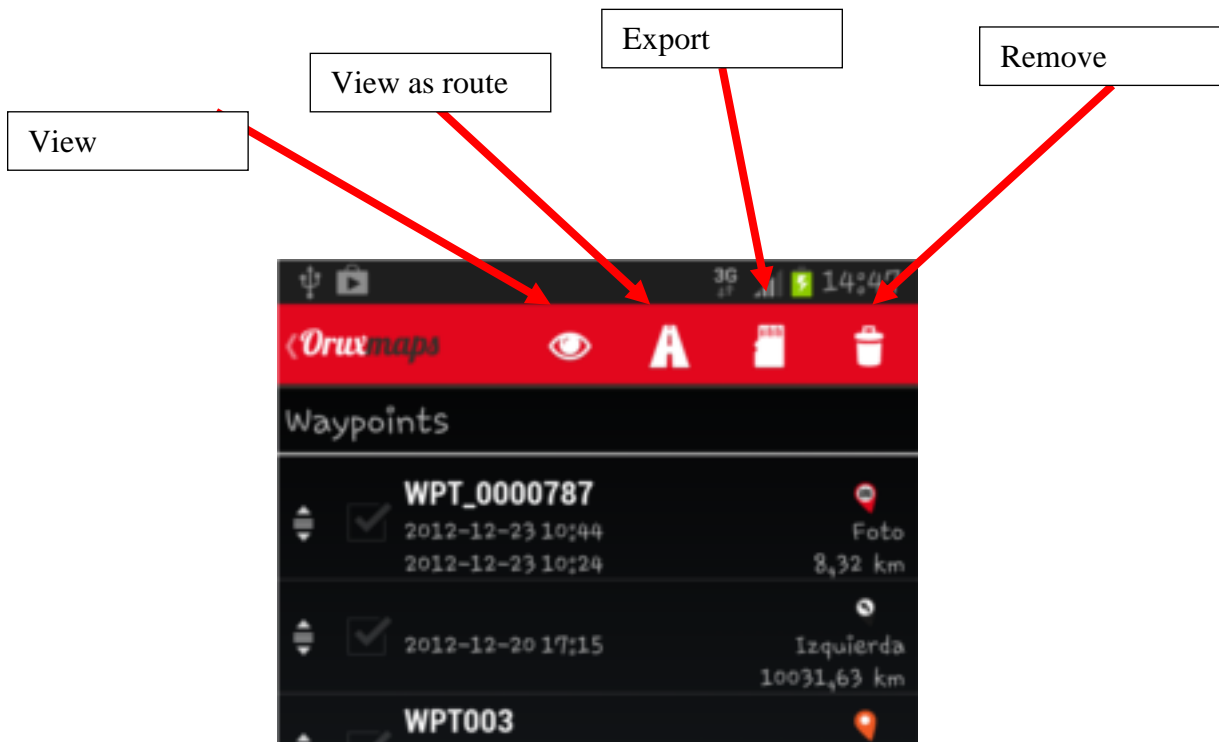 Export
Remove
View as route
View
3G 14:47
Oruxmaps
Waypoints
WPT_0000787
2012-12-23 10:44
Foto
2012-12-23 10:24
8,32 km
2012-12-20 17:15
Izquierda
10031,63 km
WPT003